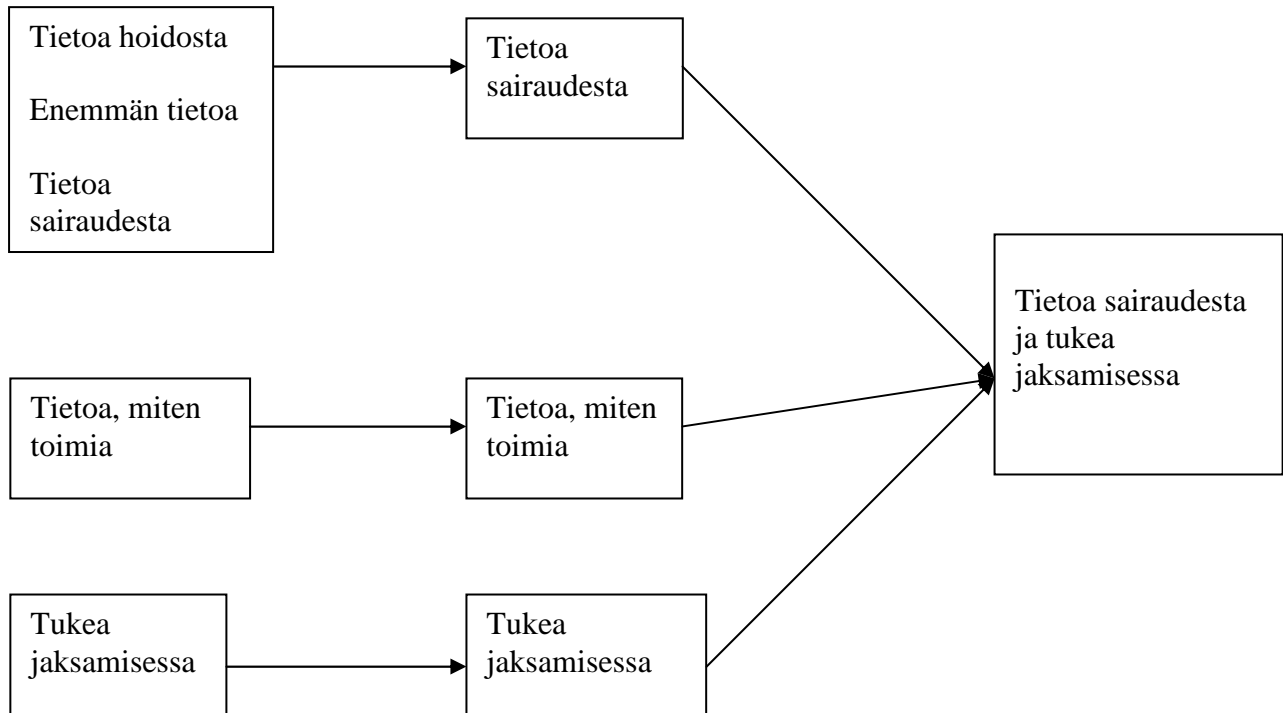 Tietoa hoidosta
Enemmän tietoa
Tietoa
sairaudesta
Tietoa
sairaudesta
Tietoa sairaudesta
ja tukea
jaksamisessa
Tietoa, miten
toimia
Tietoa, miten
toimia
Tukea
jaksamisessa
Tukea
jaksamisessa